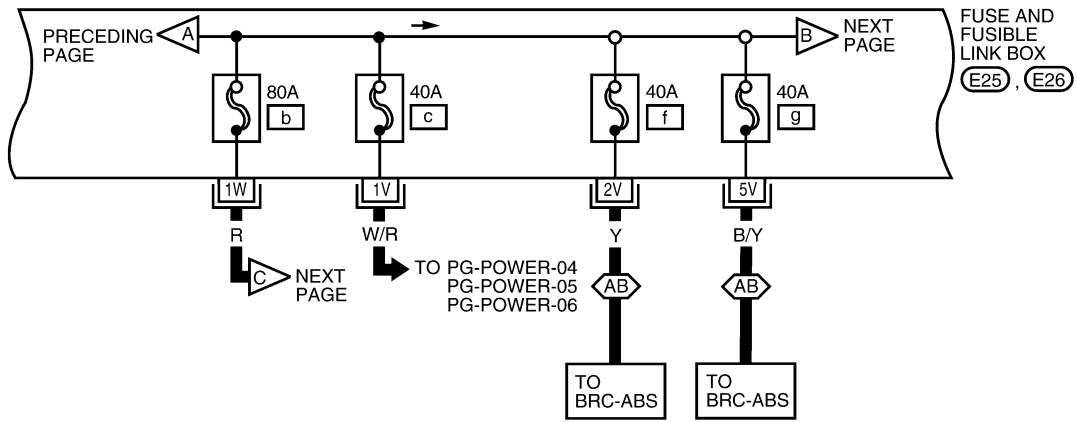 PRECEDING
PAGE
A
B
NEXT
PAGE
FUSE AND
FUSIBLE
LINK BOX
E25 , E26
80A
b
40A
c
40A
f
40A
g
1W
1V
2V
5V
R
W/R
Y
B/Y
C
NEXT
PAGE
TO PG-POWER-04
PG-POWER-05
PG-POWER-06
AB
AB
TO
BRC-ABS
TO
BRC-ABS